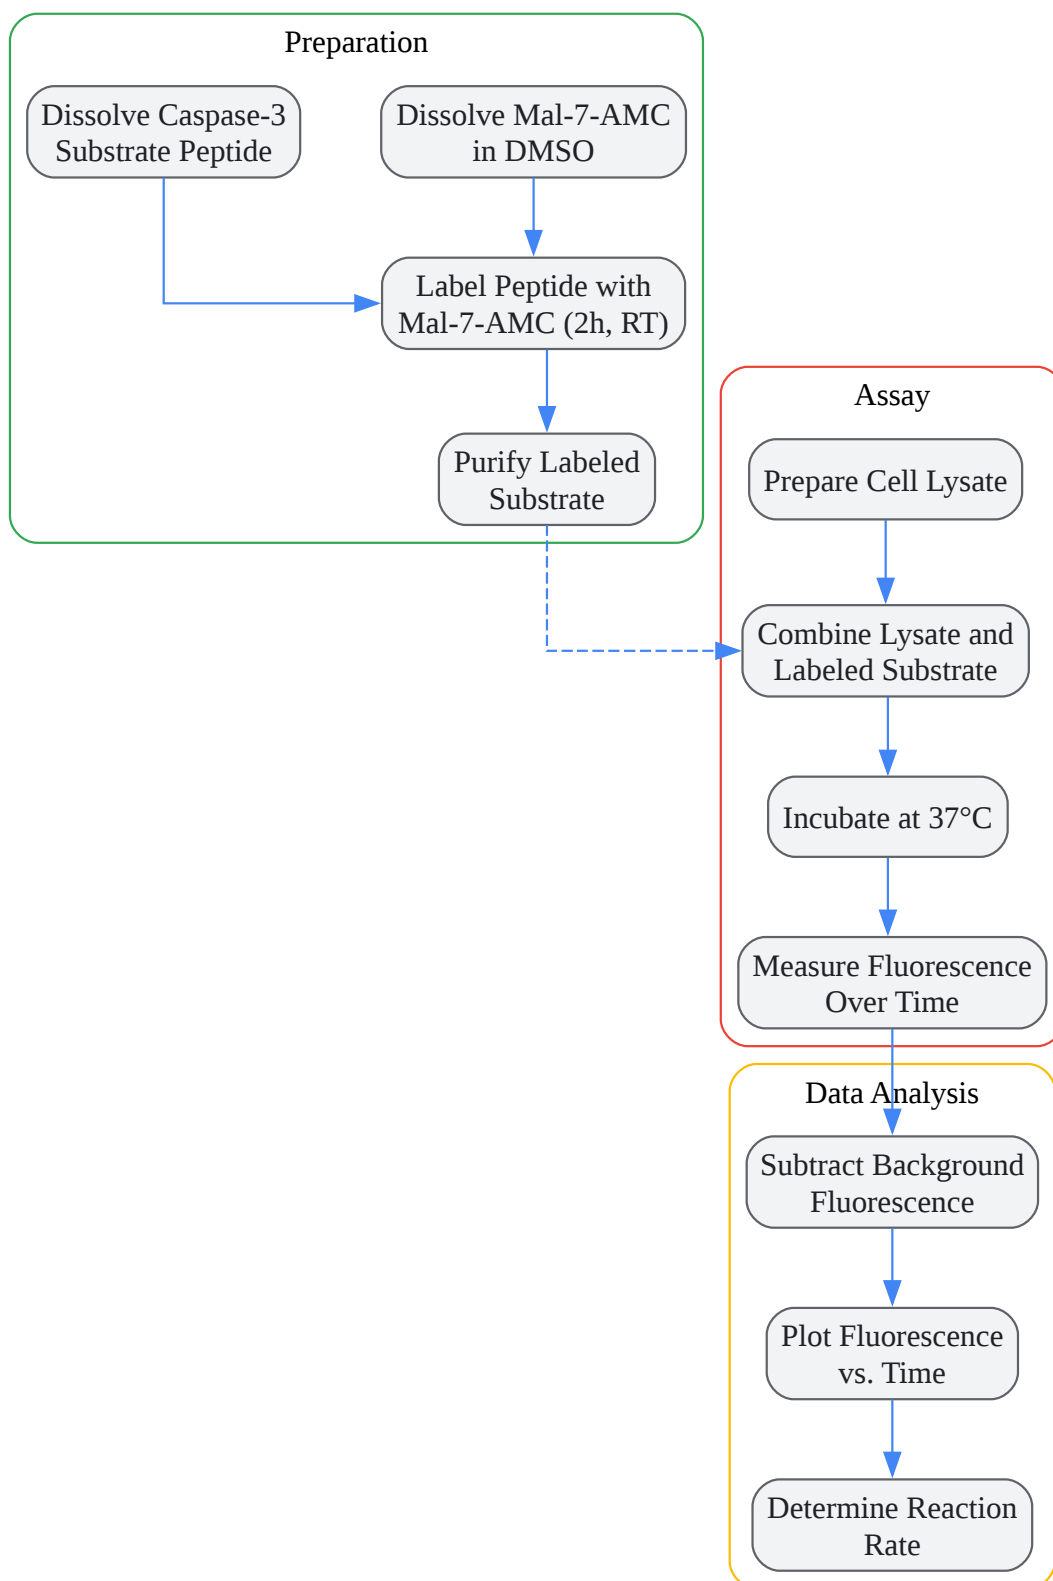 Preparation
Dissolve Caspase-3
Substrate Peptide
Dissolve Mal-7-AMC
in DMSO
Label Peptide with
Mal-7-AMC (2h, RT)
Purify Labeled
Substrate
Assay
Prepare Cell Lysate
Combine Lysate and
Labeled Substrate
Incubate at 37°C
Measure Fluorescence
Over Time
Data Analysis
Subtract Background
Fluorescence
Plot Fluorescence
vs. Time
Determine Reaction
Rate